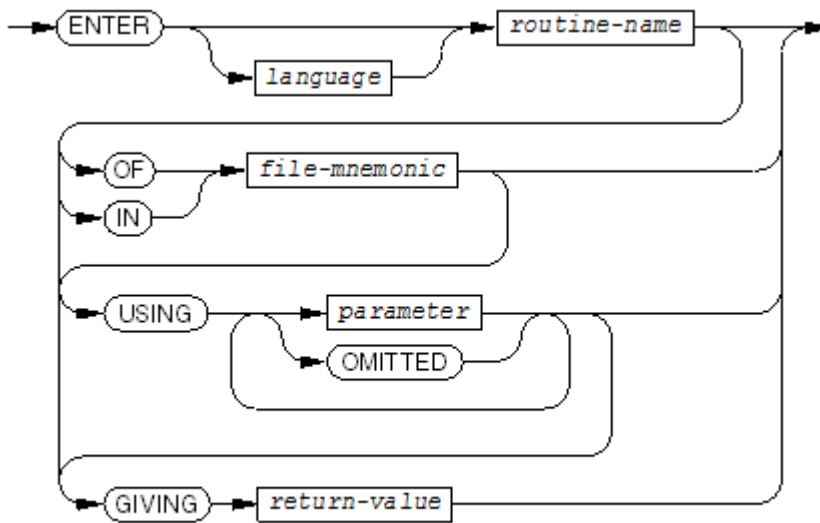 ENTER
routine-name
language
OF
file-mnemonic
IN
USING
parameter
OMITTED
GIVING
return-value